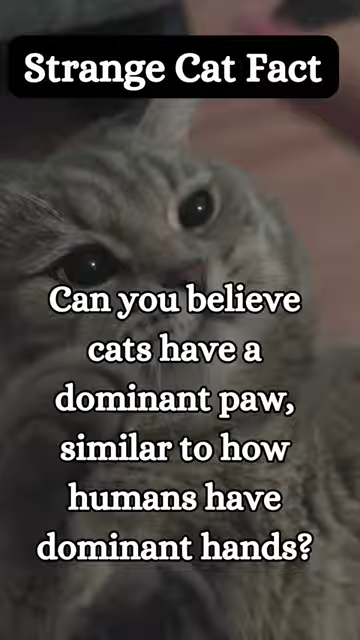 Strange Cat Fact
Can you believe
cats have a
dominant paw,
similar to how
humans have
dominant hands?